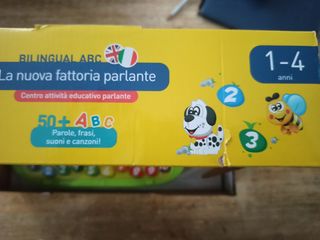 BILINGUAL ABC
La nuova fattoria parlante
Centro attività educativo parlante
50+ ABC
Parole, frasi,
suoni e canzoni!
1-4
anni
2
3